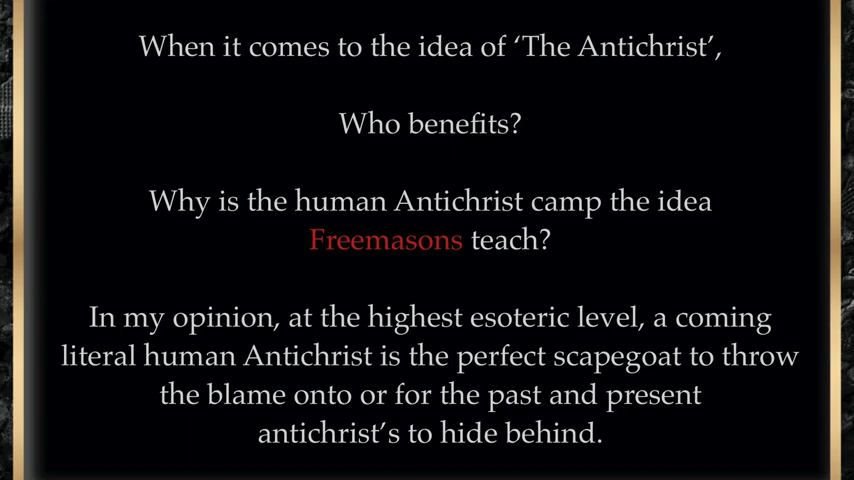 When it comes to the idea of ‘The Antichrist’,
Who benefits?
Why is the human Antichrist camp the idea
Freemasons teach?
In my opinion, at the highest esoteric level, a coming
literal human Antichrist is the perfect scapegoat to throw
the blame onto or for the past and present
antichrist’s to hide behind.